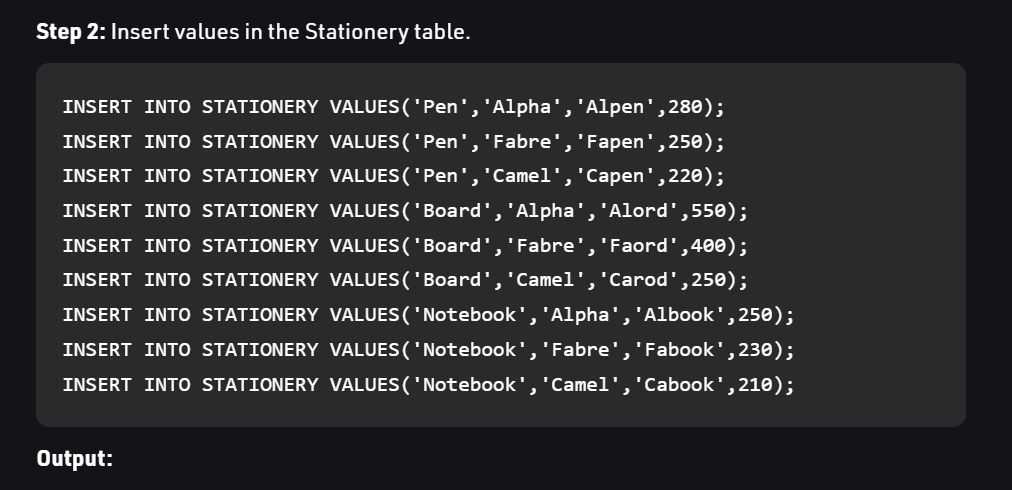 Step 2: Insert values in the Stationery table.
INSERT INTO STATIONERY VALUES('Pen','Alpha','Alpen',280);
INSERT INTO STATIONERY VALUES('Pen','Fabre','Fapen',250);
INSERT INTO STATIONERY VALUES('Pen','Camel','Capen',220);
INSERT INTO STATIONERY VALUES('Board','Alpha','Alord',550);
INSERT INTO STATIONERY VALUES('Board','Fabre','Faord',400);
INSERT INTO STATIONERY VALUES('Board','Camel','Carod',250);
INSERT INTO STATIONERY VALUES('Notebook','Alpha','Albook',250);
INSERT INTO STATIONERY VALUES('Notebook','Fabre','Fabook',230);
INSERT INTO STATIONERY VALUES('Notebook','Camel','Cabook',210);
Output: